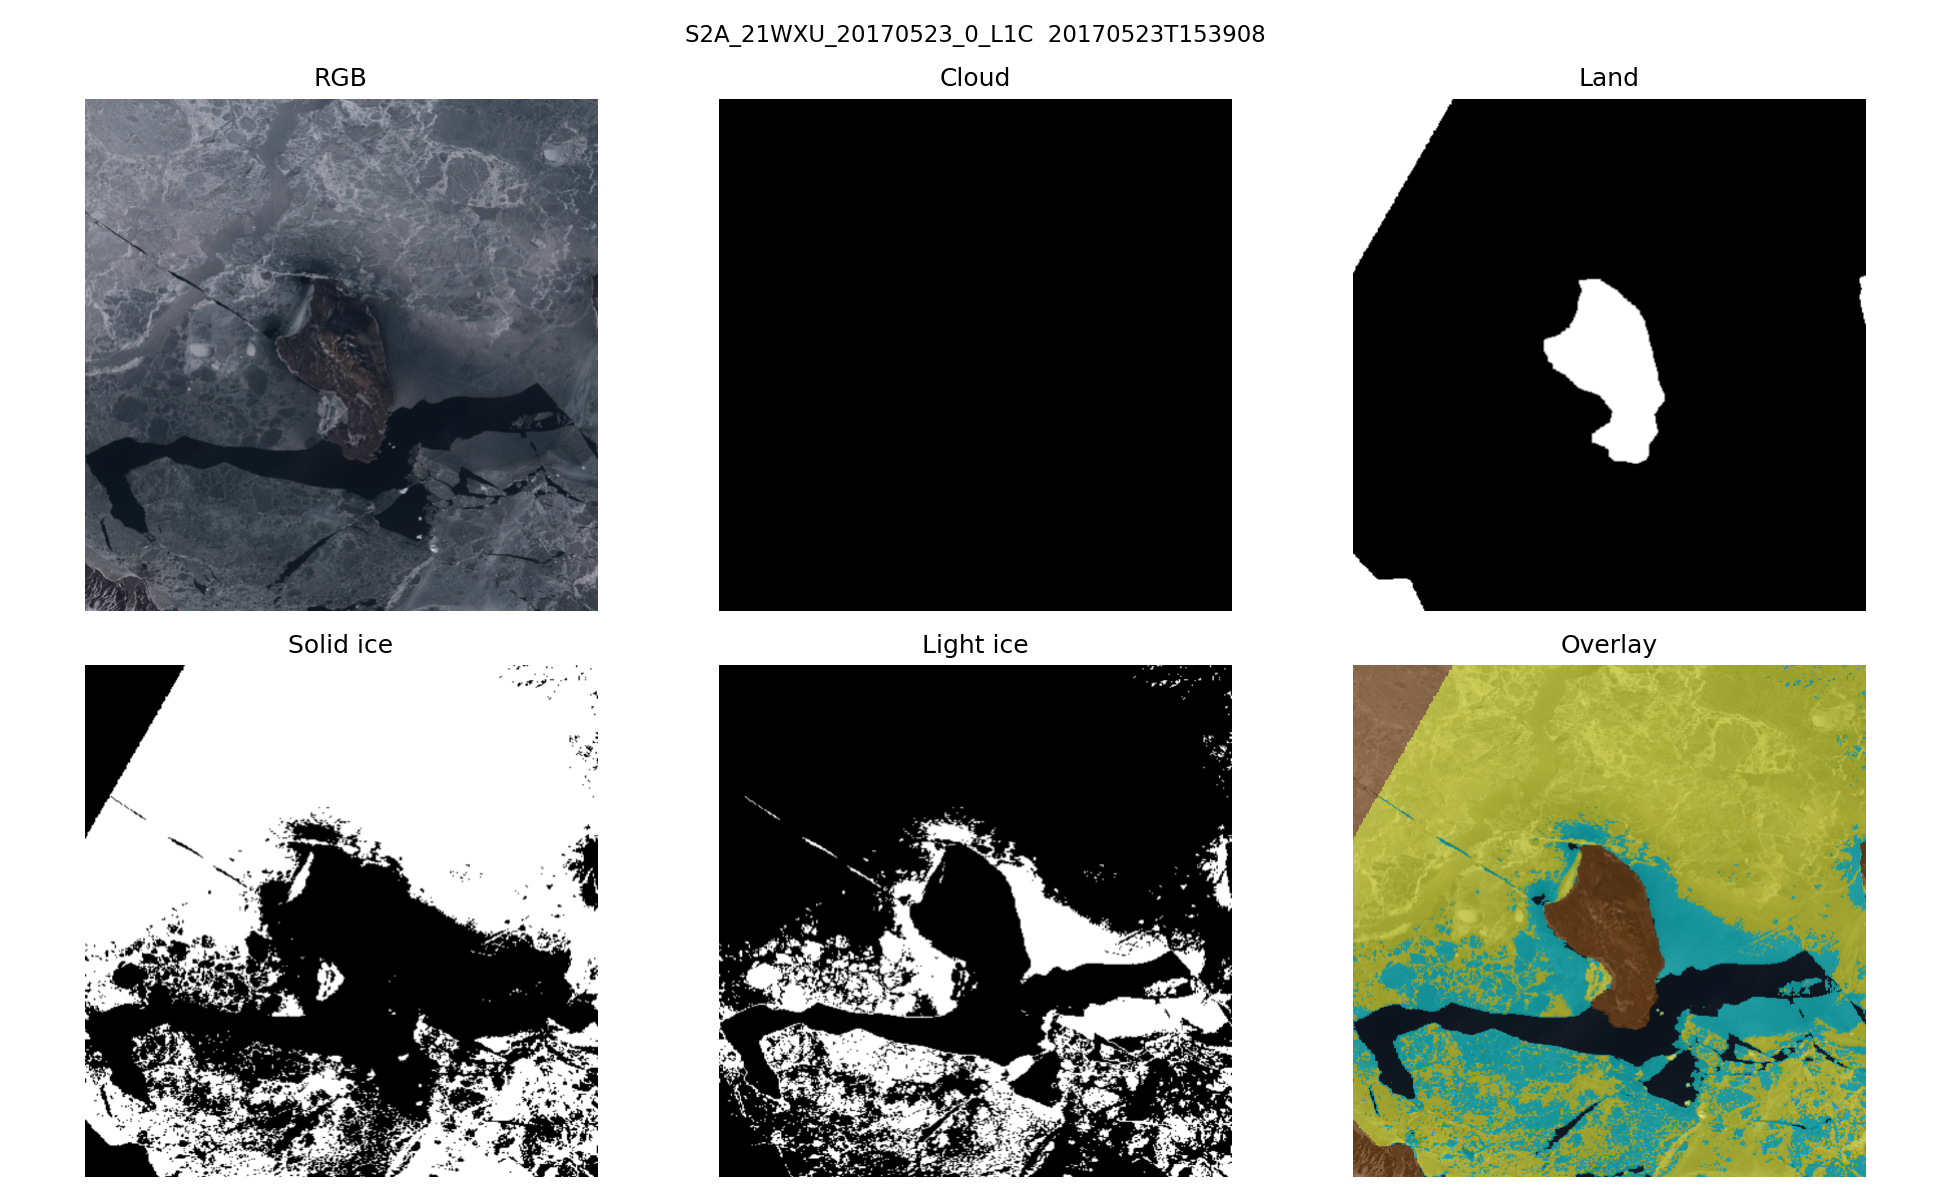 S2A_21WXU_20170523_0_L1C  20170523T153908
RGB
Cloud
Land
Solid ice
Light ice
Overlay